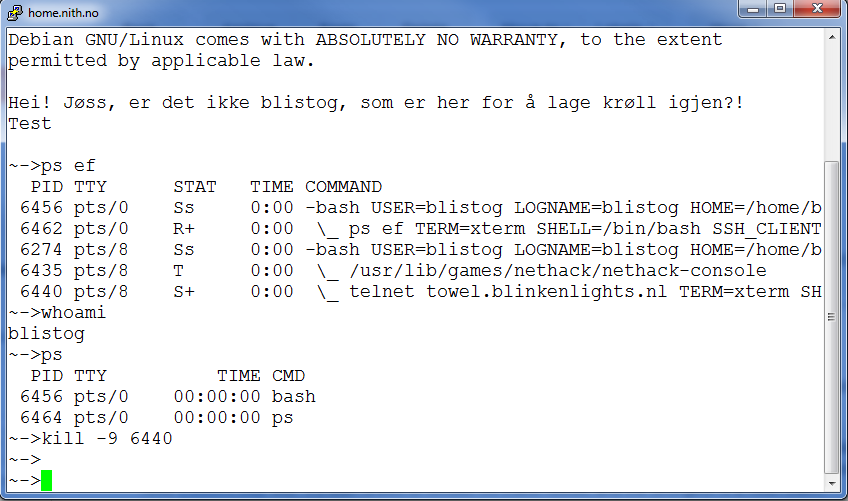 home.nith.no
Debian GNU/Linux comes with ABSOLUTELY NO WARRANTY, to the extent
permitted by applicable law.
Hei! Jøss, er det ikke blistog, som er her for å lage krøll igjen?!
Test
~->ps ef
  PID TTY      STAT   TIME COMMAND
 6456 pts/0    Ss     0:00 -bash USER=blistog LOGNAME=blistog HOME=/home/b
 6462 pts/0    R+     0:00  \_ ps ef TERM=xterm SHELL=/bin/bash SSH_CLIENT
 6274 pts/8    Ss     0:00 -bash USER=blistog LOGNAME=blistog HOME=/home/b
 6435 pts/8    T      0:00  \_ /usr/lib/games/nethack/nethack-console
 6440 pts/8    S+     0:00  \_ telnet towel.blinkenlights.nl TERM=xterm SH
~->whoami
blistog
~->ps
  PID TTY          TIME CMD
 6456 pts/0    00:00:00 bash
 6464 pts/0    00:00:00 ps
~->kill -9 6440
~->
~->